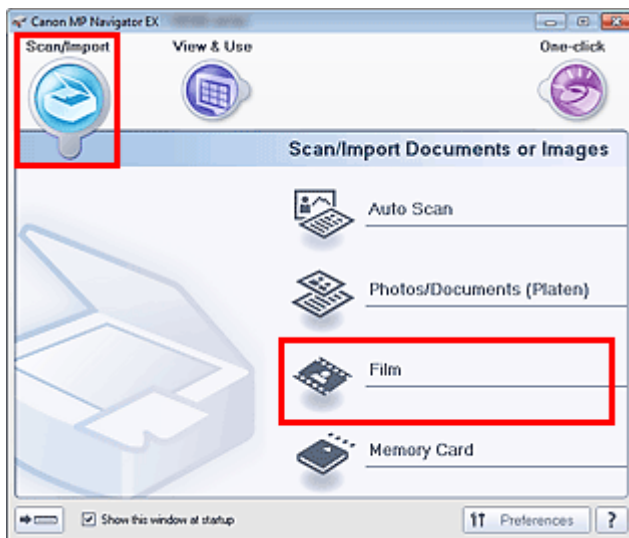 Canon MP Navigator EX
Scan/Import
View & Use
One-click
Scan/Import Documents or Images
Auto Scan
Photos/Documents (Platen)
Film
Memory Card
Show this window at startup
Preferences
?